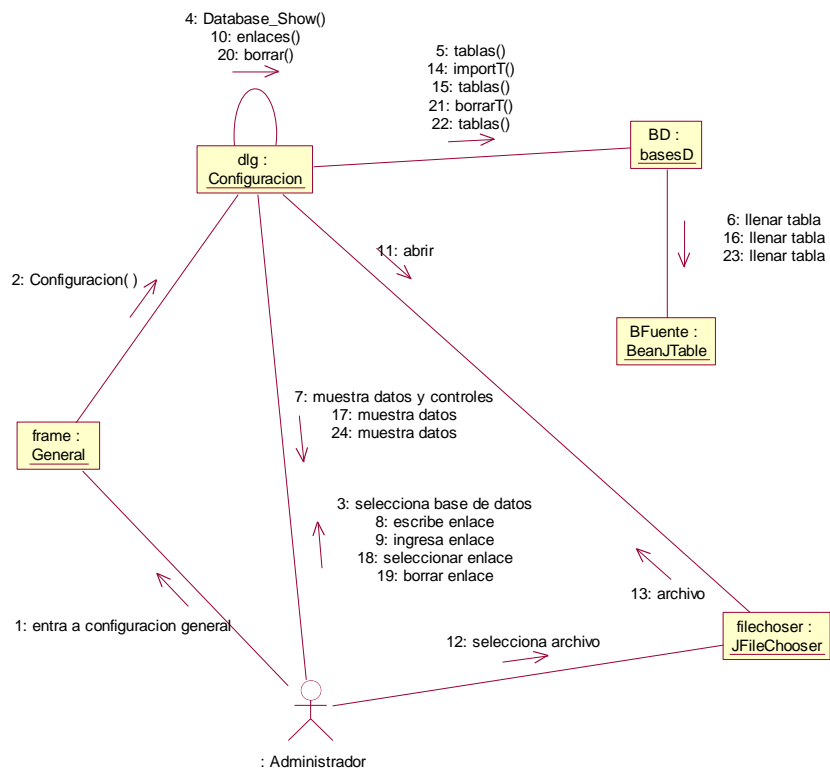 4: Database_Show()
10: enlaces()
20: borrar()
5: tablas()
14: importT()
15: tablas()
21: borrarT()
22: tablas()
BD :
basesD
dlg :
Configuracion
6: llenar tabla
16: llenar tabla
23: llenar tabla
11: abrir
2: Configuracion( )
BFuente :
BeanJTable
7: muestra datos y controles
17: muestra datos
24: muestra datos
frame :
General
3: selecciona base de datos
8: escribe enlace
9: ingresa enlace
18: seleccionar enlace
19: borrar enlace
13: archivo
1: entra a configuracion general
12: selecciona archivo
filechoser :
JFileChooser
: Administrador